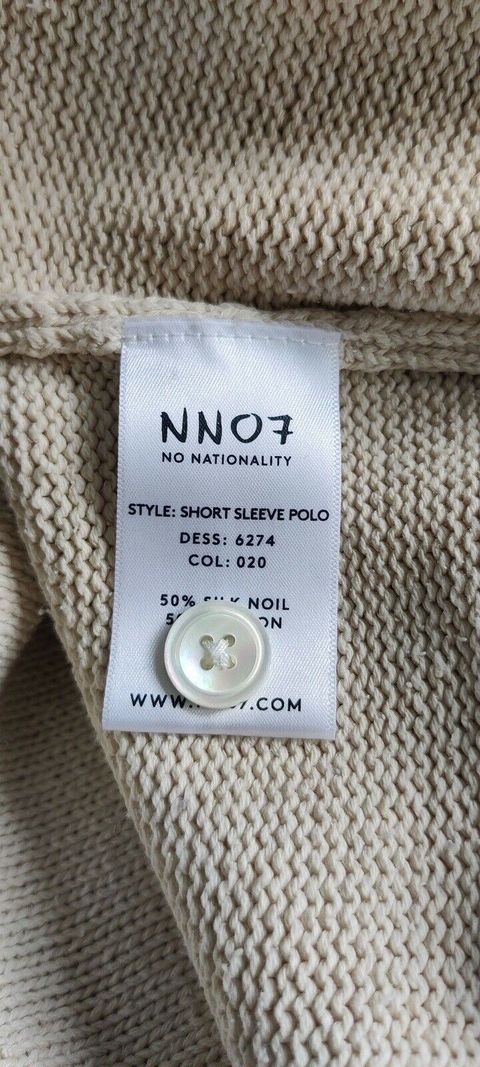 NN07
NO NATIONALITY
STYLE: SHORT SLEEVE POLO
DESS: 6274
COL: 020
50% NOIL